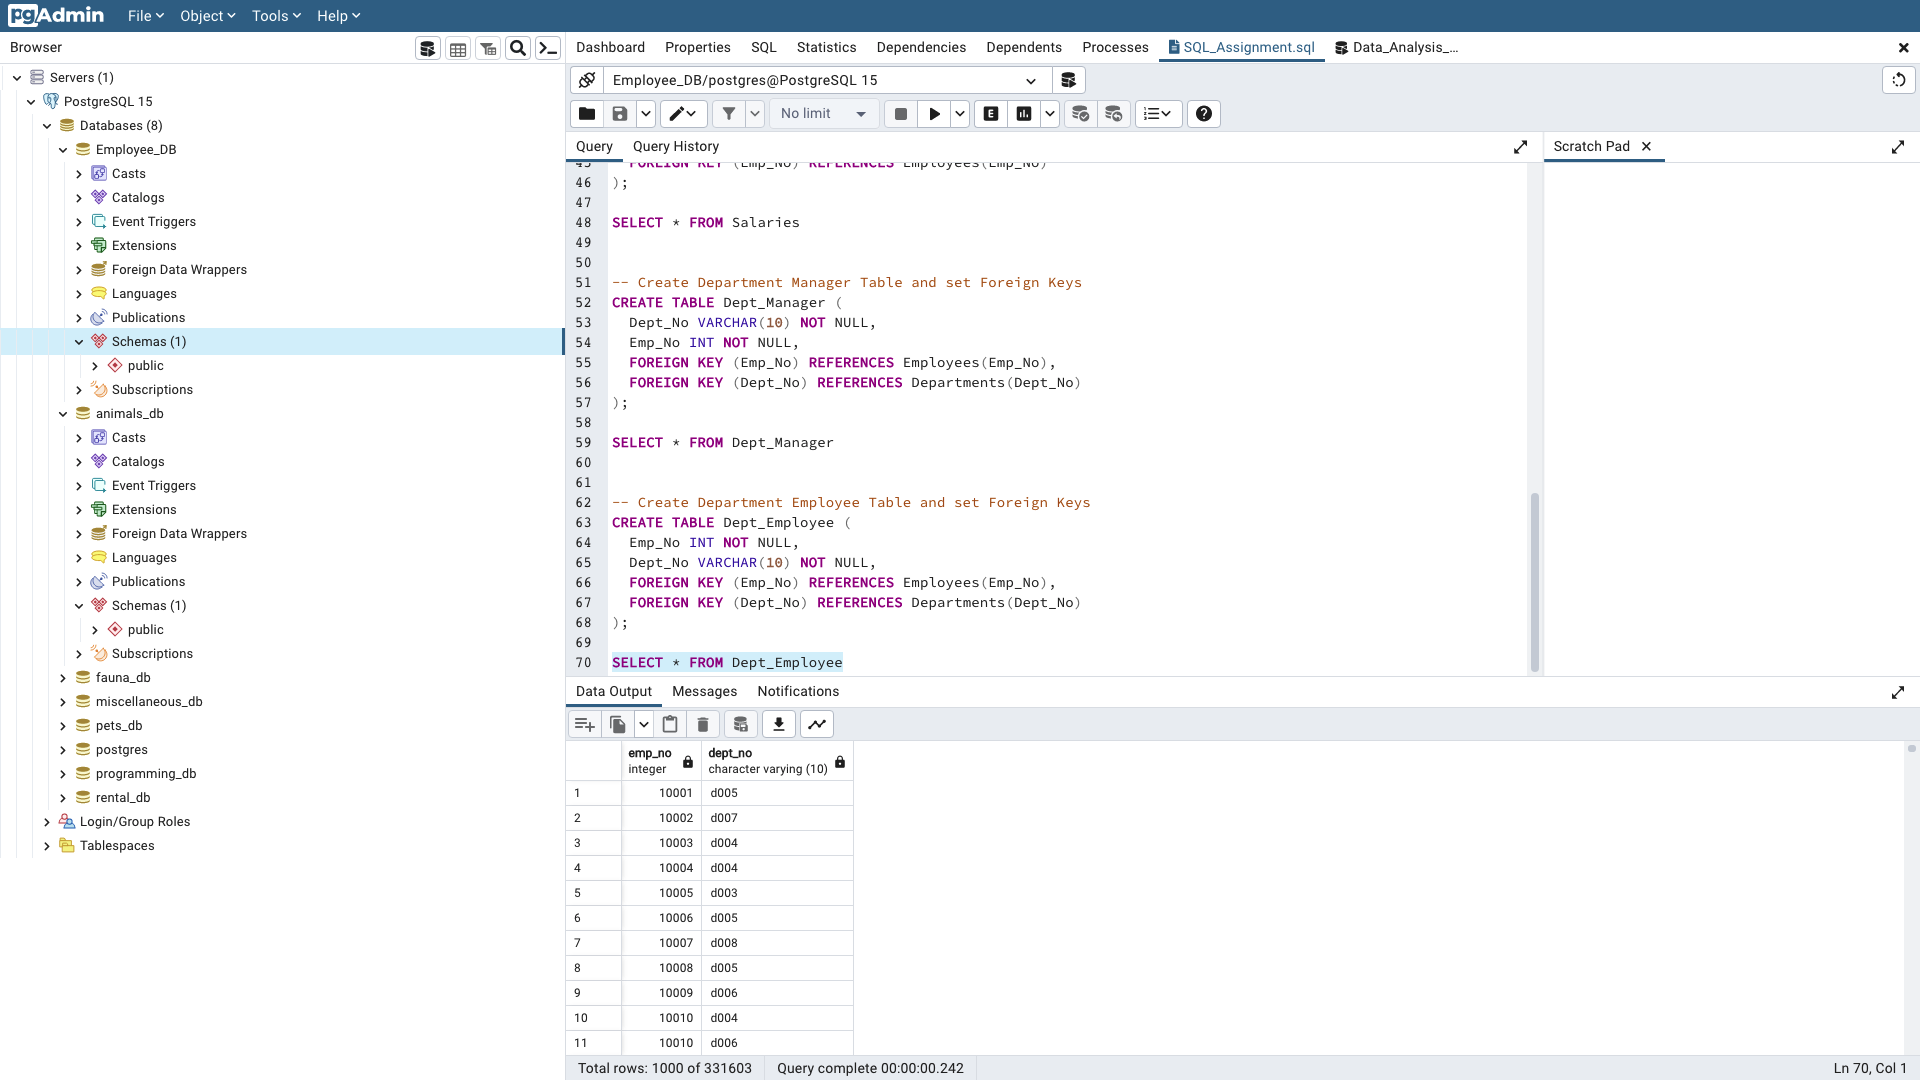 pgAdmin
File
Object
Tools
Help
Browser
Servers (1)
PostgreSQL 15
Databases (8)
Employee_DB
Casts
Catalogs
Event Triggers
Extensions
Foreign Data Wrappers
Languages
Publications
Schemas (1)
public
Subscriptions
animals_db
Casts
Catalogs
Event Triggers
Extensions
Foreign Data Wrappers
Languages
Publications
Schemas (1)
public
Subscriptions
fauna_db
miscellaneous_db
pets_db
postgres
programming_db
rental_db
Login/Group Roles
Tablespaces
Dashboard Properties SQL Statistics Dependencies Dependents Processes SQL_Assignment.sql Data_Analysis_...
Employee_DB/postgres@PostgreSQL 15
No limit
E
Query Query History
Scratch Pad
45 FOREIGN KEY (Emp_No) REFERENCES Employees(Emp_No)
46 );
47
48 SELECT * FROM Salaries
49
50
51 -- Create Department Manager Table and set Foreign Keys
52 CREATE TABLE Dept_Manager (
53 Dept_No VARCHAR(10) NOT NULL,
54 Emp_No INT NOT NULL,
55 FOREIGN KEY (Emp_No) REFERENCES Employees(Emp_No),
56 FOREIGN KEY (Dept_No) REFERENCES Departments(Dept_No)
57 );
58
59 SELECT * FROM Dept_Manager
60
61
62 -- Create Department Employee Table and set Foreign Keys
63 CREATE TABLE Dept_Employee (
64 Emp_No INT NOT NULL,
65 Dept_No VARCHAR(10) NOT NULL,
66 FOREIGN KEY (Emp_No) REFERENCES Employees(Emp_No),
67 FOREIGN KEY (Dept_No) REFERENCES Departments(Dept_No)
68 );
69
70 SELECT * FROM Dept_Employee
Data Output Messages Notifications
emp_no dept_no
integer character varying (10)
1 10001 d005
2 10002 d007
3 10003 d004
4 10004 d004
5 10005 d003
6 10006 d005
7 10007 d008
8 10008 d005
9 10009 d006
10 10010 d004
11 10010 d006
Total rows: 1000 of 331603 Query complete 00:00:00.242 Ln 70, Col 1